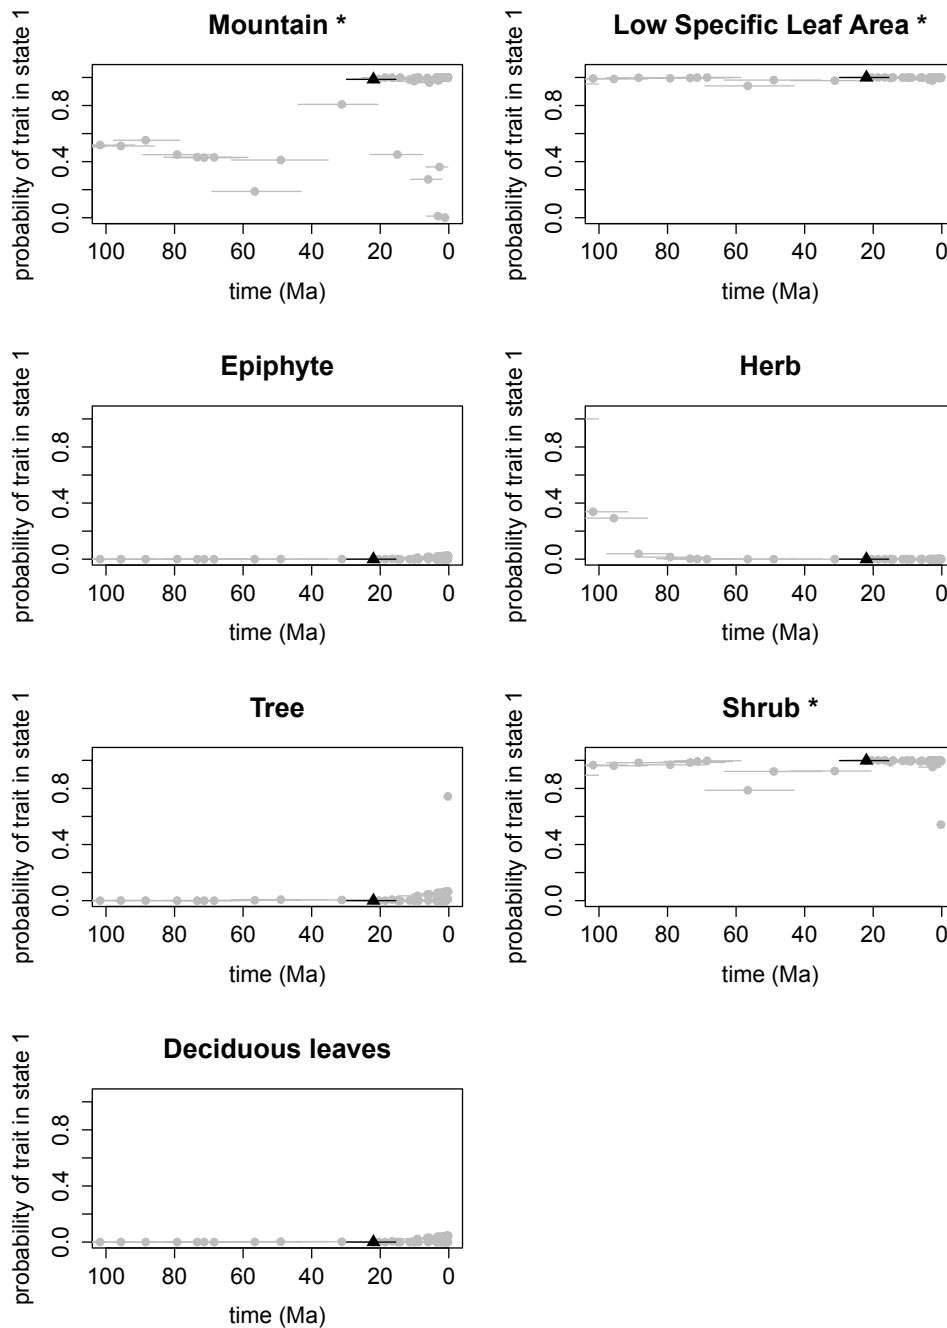 Mountain *
probability of trait in state 1
0.0 0.4 0.8
100 80 60 40 20 0
time (Ma)
Low Specific Leaf Area *
probability of trait in state 1
0.0 0.4 0.8
100 80 60 40 20 0
time (Ma)
Epiphyte
probability of trait in state 1
0.0 0.4 0.8
100 80 60 40 20 0
time (Ma)
Herb
probability of trait in state 1
0.0 0.4 0.8
100 80 60 40 20 0
time (Ma)
Tree
probability of trait in state 1
0.0 0.4 0.8
100 80 60 40 20 0
time (Ma)
Shrub *
probability of trait in state 1
0.0 0.4 0.8
100 80 60 40 20 0
time (Ma)
Deciduous leaves
probability of trait in state 1
0.0 0.4 0.8
100 80 60 40 20 0
time (Ma)